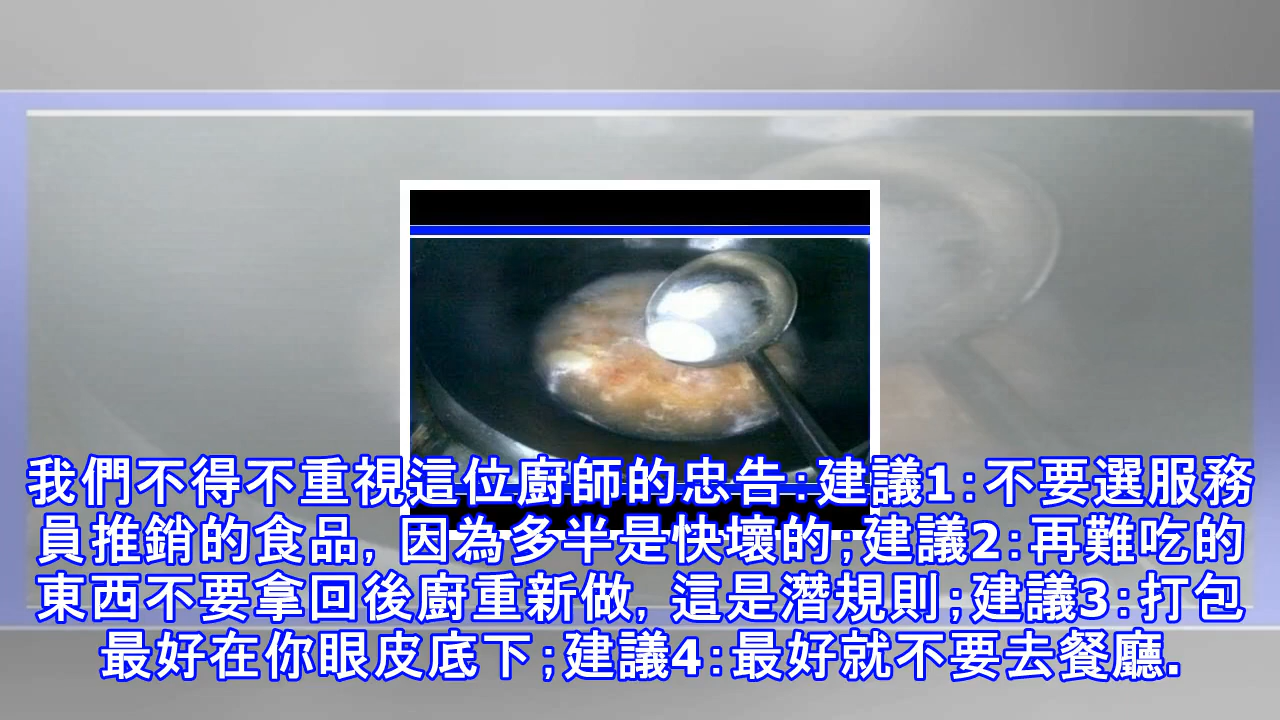 我們不得不重視這位廚師的忠告:建議1:不要選服務
員推銷的食品, 因為多半是快壞的;建議2:再難吃的
東西不要拿回後廚重新做, 這是潛規則;建議3:打包
最好在你眼皮底下;建議4:最好就不要去餐廳.